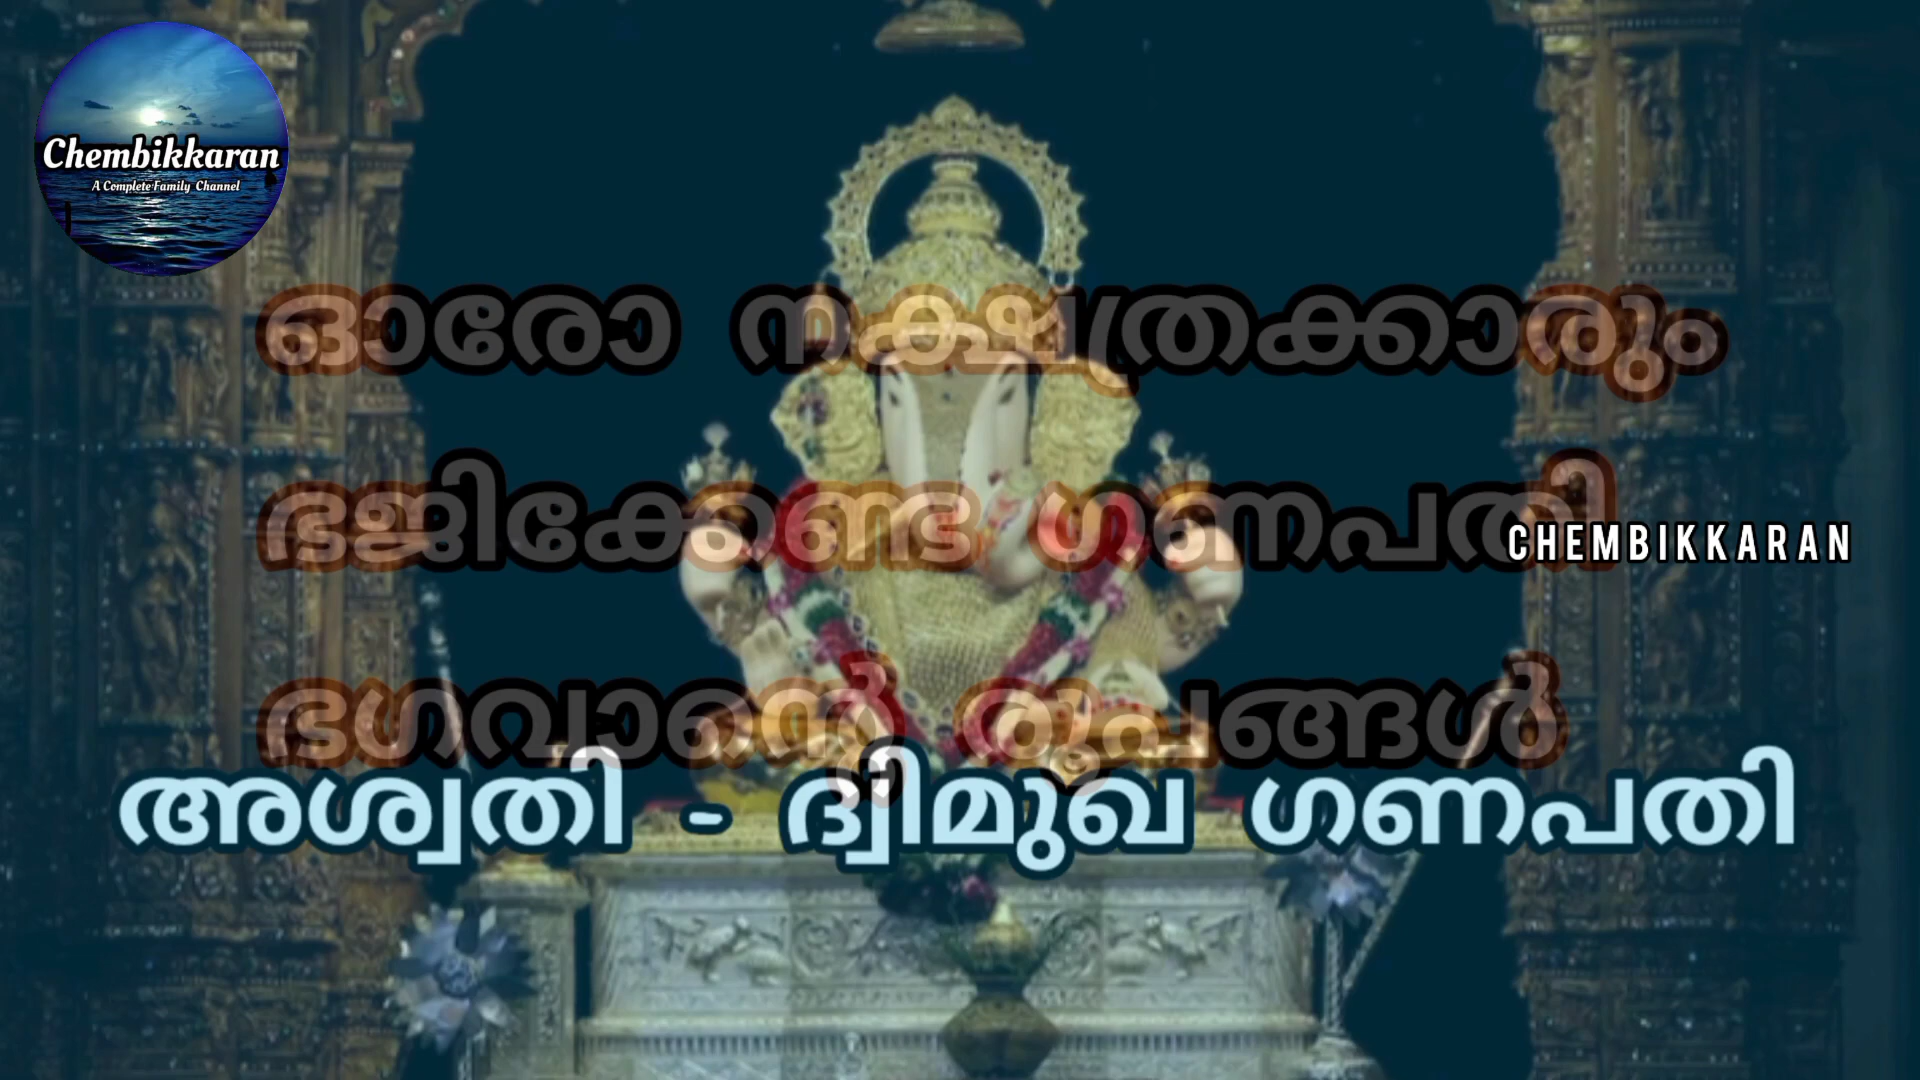 Chembikkaran
A Complete Family Channel
ഓരോ നക്ഷത്രക്കാരും
ഭജിക്കേണ്ട ഗണപതി
CHEMBIKKARAN
ഭഗവാന്റെ രൂപങ്ങൾ
അശ്വതി - ദ്വിമുഖ ഗണപതി